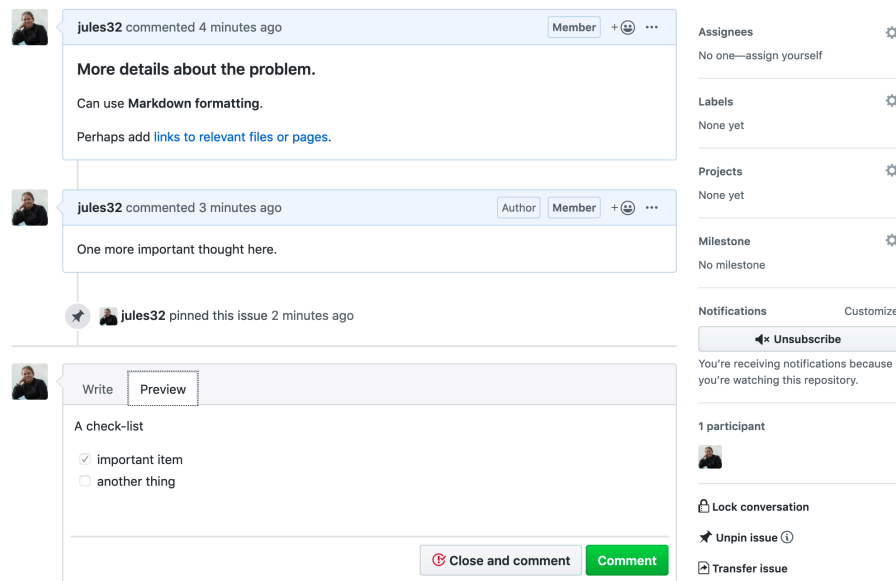 jules32 commented 4 minutes ago
Member
More details about the problem.
Can use Markdown formatting.
Perhaps add links to relevant files or pages.
jules32 commented 3 minutes ago
Author
Member
One more important thought here.
jules32 pinned this issue 2 minutes ago
Write
Preview
A check-list
important item
another thing
Close and comment
Comment
Assignees
No one—assign yourself
Labels
None yet
Projects
None yet
Milestone
No milestone
Notifications
Customize
Unsubscribe
You’re receiving notifications because
you’re watching this repository.
1 participant
Lock conversation
Unpin issue
Transfer issue